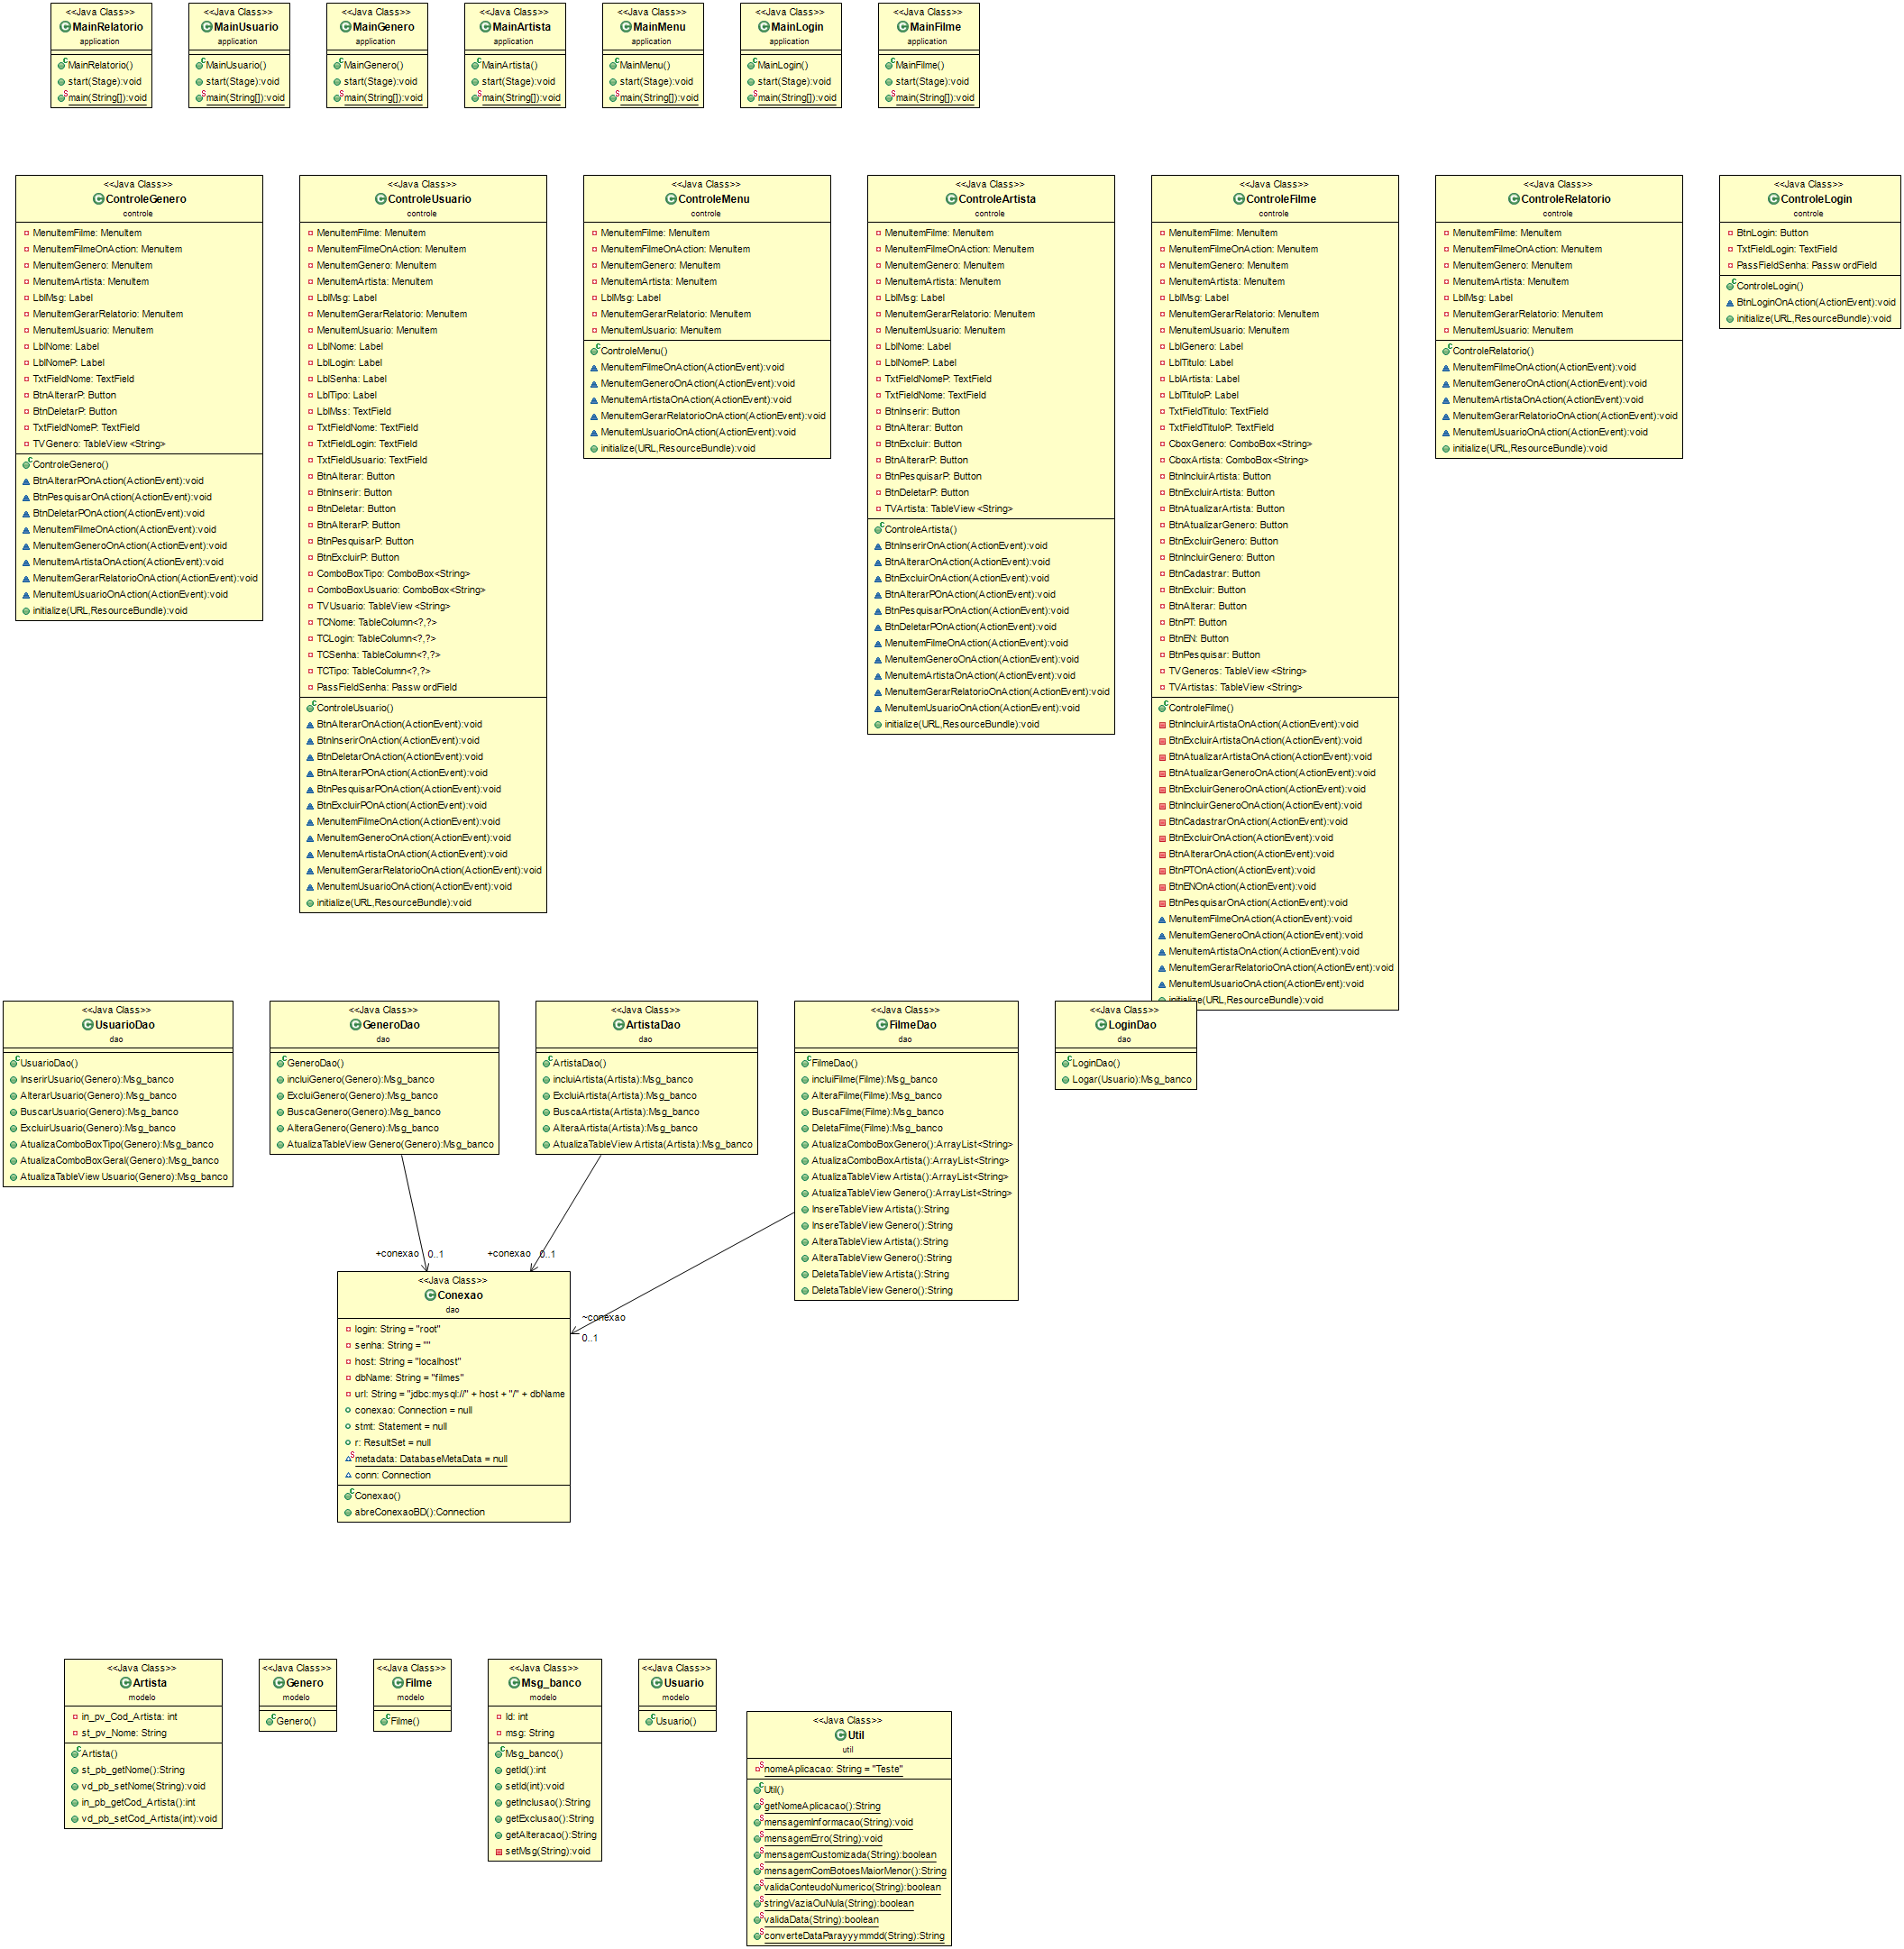 <<Java Class>>
MainRelatorio
application
MainRelatorio()
start(Stage):void
main(String[]):void
<<Java Class>>
MainUsuario
application
MainUsuario()
start(Stage):void
main(String[]):void
<<Java Class>>
MainGenero
application
MainGenero()
start(Stage):void
main(String[]):void
<<Java Class>>
MainArtista
application
MainArtista()
start(Stage):void
main(String[]):void
<<Java Class>>
MainMenu
application
MainMenu()
start(Stage):void
main(String[]):void
<<Java Class>>
MainLogin
application
MainLogin()
start(Stage):void
main(String[]):void
<<Java Class>>
MainFilme
application
MainFilme()
start(Stage):void
main(String[]):void
<<Java Class>>
ControleGenero
controle
MenuItemFilme: MenuItem
MenuItemFilmeOnAction: MenuItem
MenuItemGenero: MenuItem
MenuItemArtista: MenuItem
LblMsg: Label
MenuItemGerarRelatorio: MenuItem
MenuItemUsuario: MenuItem
LblNome: Label
LblNomeP: Label
TxtFieldNome: TextField
BtnAlterarP: Button
BtnDeletarP: Button
TxtFieldNomeP: TextField
TVGenero: TableView <String>
ControleGenero()
BtnAlterarPOnAction(ActionEvent):void
BtnPesquisarOnAction(ActionEvent):void
BtnDeletarPOnAction(ActionEvent):void
MenuItemFilmeOnAction(ActionEvent):void
MenuItemGeneroOnAction(ActionEvent):void
MenuItemArtistaOnAction(ActionEvent):void
MenuItemGerarRelatorioOnAction(ActionEvent):void
MenuItemUsuarioOnAction(ActionEvent):void
initialize(URL,ResourceBundle):void
<<Java Class>>
ControleUsuario
controle
MenuItemFilme: MenuItem
MenuItemFilmeOnAction: MenuItem
MenuItemGenero: MenuItem
MenuItemArtista: MenuItem
LblMsg: Label
MenuItemGerarRelatorio: MenuItem
MenuItemUsuario: MenuItem
LblNome: Label
LblLogin: Label
LblSenha: Label
LblTipo: Label
LblMss: TextField
TxtFieldNome: TextField
TxtFieldLogin: TextField
TxtFieldUsuario: TextField
BtnAlterar: Button
BtnInserir: Button
BtnDeletar: Button
BtnAlterarP: Button
BtnPesquisarP: Button
BtnExcluirP: Button
ComboBoxTipo: ComboBox<String>
ComboBoxUsuario: ComboBox<String>
TVUsuario: TableView <String>
TCNome: TableColumn<?,?>
TCLogin: TableColumn<?,?>
TCSenha: TableColumn<?,?>
TCTipo: TableColumn<?,?>
PassFieldSenha: Passw ordField
ControleUsuario()
BtnAlterarOnAction(ActionEvent):void
BtnInserirOnAction(ActionEvent):void
BtnDeletarOnAction(ActionEvent):void
BtnAlterarPOnAction(ActionEvent):void
BtnPesquisarPOnAction(ActionEvent):void
BtnExcluirPOnAction(ActionEvent):void
MenuItemFilmeOnAction(ActionEvent):void
MenuItemGeneroOnAction(ActionEvent):void
MenuItemArtistaOnAction(ActionEvent):void
MenuItemGerarRelatorioOnAction(ActionEvent):void
MenuItemUsuarioOnAction(ActionEvent):void
initialize(URL,ResourceBundle):void
<<Java Class>>
ControleMenu
controle
MenuItemFilme: MenuItem
MenuItemFilmeOnAction: MenuItem
MenuItemGenero: MenuItem
MenuItemArtista: MenuItem
LblMsg: Label
MenuItemGerarRelatorio: MenuItem
MenuItemUsuario: MenuItem
ControleMenu()
MenuItemFilmeOnAction(ActionEvent):void
MenuItemGeneroOnAction(ActionEvent):void
MenuItemArtistaOnAction(ActionEvent):void
MenuItemGerarRelatorioOnAction(ActionEvent):void
MenuItemUsuarioOnAction(ActionEvent):void
initialize(URL,ResourceBundle):void
<<Java Class>>
ControleArtista
controle
MenuItemFilme: MenuItem
MenuItemFilmeOnAction: MenuItem
MenuItemGenero: MenuItem
MenuItemArtista: MenuItem
LblMsg: Label
MenuItemGerarRelatorio: MenuItem
MenuItemUsuario: MenuItem
LblNome: Label
LblNomeP: Label
TxtFieldNomeP: TextField
TxtFieldNome: TextField
BtnInserir: Button
BtnAlterar: Button
BtnExcluir: Button
BtnAlterarP: Button
BtnPesquisarP: Button
BtnDeletarP: Button
TVArtista: TableView <String>
ControleArtista()
BtnInserirOnAction(ActionEvent):void
BtnAlterarOnAction(ActionEvent):void
BtnExcluirOnAction(ActionEvent):void
BtnAlterarPOnAction(ActionEvent):void
BtnPesquisarPOnAction(ActionEvent):void
BtnDeletarPOnAction(ActionEvent):void
MenuItemFilmeOnAction(ActionEvent):void
MenuItemGeneroOnAction(ActionEvent):void
MenuItemArtistaOnAction(ActionEvent):void
MenuItemGerarRelatorioOnAction(ActionEvent):void
MenuItemUsuarioOnAction(ActionEvent):void
initialize(URL,ResourceBundle):void
<<Java Class>>
ControleFilme
controle
MenuItemFilme: MenuItem
MenuItemFilmeOnAction: MenuItem
MenuItemGenero: MenuItem
MenuItemArtista: MenuItem
LblMsg: Label
MenuItemGerarRelatorio: MenuItem
MenuItemUsuario: MenuItem
LblGenero: Label
LblTitulo: Label
LblArtista: Label
LblTituloP: Label
TxtFieldTitulo: TextField
TxtFieldTituloP: TextField
CboxGenero: ComboBox<String>
CboxArtista: ComboBox<String>
BtnIncluirArtista: Button
BtnExcluirArtista: Button
BtnAtualizarArtista: Button
BtnAtualizarGenero: Button
BtnExcluirGenero: Button
BtnIncluirGenero: Button
BtnCadastrar: Button
BtnExcluir: Button
BtnAlterar: Button
BtnPT: Button
BtnEN: Button
BtnPesquisar: Button
TVGeneros: TableView <String>
TVArtistas: TableView <String>
ControleFilme()
BtnIncluirArtistaOnAction(ActionEvent):void
BtnExcluirArtistaOnAction(ActionEvent):void
BtnAtualizarArtistaOnAction(ActionEvent):void
BtnAtualizarGeneroOnAction(ActionEvent):void
BtnExcluirGeneroOnAction(ActionEvent):void
BtnIncluirGeneroOnAction(ActionEvent):void
BtnCadastrarOnAction(ActionEvent):void
BtnExcluirOnAction(ActionEvent):void
BtnAlterarOnAction(ActionEvent):void
BtnPTOnAction(ActionEvent):void
BtnENOnAction(ActionEvent):void
BtnPesquisarOnAction(ActionEvent):void
MenuItemFilmeOnAction(ActionEvent):void
MenuItemGeneroOnAction(ActionEvent):void
MenuItemArtistaOnAction(ActionEvent):void
MenuItemGerarRelatorioOnAction(ActionEvent):void
MenuItemUsuarioOnAction(ActionEvent):void
initialize(URL,ResourceBundle):void
<<Java Class>>
ControleRelatorio
controle
MenuItemFilme: MenuItem
MenuItemFilmeOnAction: MenuItem
MenuItemGenero: MenuItem
MenuItemArtista: MenuItem
LblMsg: Label
MenuItemGerarRelatorio: MenuItem
MenuItemUsuario: MenuItem
ControleRelatorio()
MenuItemFilmeOnAction(ActionEvent):void
MenuItemGeneroOnAction(ActionEvent):void
MenuItemArtistaOnAction(ActionEvent):void
MenuItemGerarRelatorioOnAction(ActionEvent):void
MenuItemUsuarioOnAction(ActionEvent):void
initialize(URL,ResourceBundle):void
<<Java Class>>
ControleLogin
controle
BtnLogin: Button
TxtFieldLogin: TextField
PassFieldSenha: Passw ordField
ControleLogin()
BtnLoginOnAction(ActionEvent):void
initialize(URL,ResourceBundle):void
<<Java Class>>
UsuarioDao
dao
UsuarioDao()
InserirUsuario(Genero):Msg_banco
AlterarUsuario(Genero):Msg_banco
BuscarUsuario(Genero):Msg_banco
ExcluirUsuario(Genero):Msg_banco
AtualizaComboBoxTipo(Genero):Msg_banco
AtualizaComboBoxGeral(Genero):Msg_banco
AtualizaTableView Usuario(Genero):Msg_banco
<<Java Class>>
GeneroDao
dao
GeneroDao()
incluiGenero(Genero):Msg_banco
ExcluiGenero(Genero):Msg_banco
BuscaGenero(Genero):Msg_banco
AlteraGenero(Genero):Msg_banco
AtualizaTableView Genero(Genero):Msg_banco
<<Java Class>>
ArtistaDao
dao
ArtistaDao()
incluiArtista(Artista):Msg_banco
ExcluiArtista(Artista):Msg_banco
BuscaArtista(Artista):Msg_banco
AlteraArtista(Artista):Msg_banco
AtualizaTableView Artista(Artista):Msg_banco
<<Java Class>>
FilmeDao
dao
FilmeDao()
incluiFilme(Filme):Msg_banco
AlteraFilme(Filme):Msg_banco
BuscaFilme(Filme):Msg_banco
DeletaFilme(Filme):Msg_banco
AtualizaComboBoxGenero():ArrayList<String>
AtualizaComboBoxArtista():ArrayList<String>
AtualizaTableView Artista():ArrayList<String>
AtualizaTableView Genero():ArrayList<String>
InsereTableView Artista():String
InsereTableView Genero():String
AlteraTableView Artista():String
AlteraTableView Genero():String
DeletaTableView Artista():String
DeletaTableView Genero():String
<<Java Class>>
LoginDao
dao
LoginDao()
Logar(Usuario):Msg_banco
+conexao 0..1
+conexao 0..1
~conexao
0..1
<<Java Class>>
Conexao
dao
login: String = "root"
senha: String = ""
host: String = "localhost"
dbName: String = "filmes"
url: String = "jdbc:mysql://" + host + "/" + dbName
conexao: Connection = null
stmt: Statement = null
r: ResultSet = null
metadata: DatabaseMetaData = null
conn: Connection
Conexao()
abreConexaoBD():Connection
<<Java Class>>
Artista
modelo
in_pv_Cod_Artista: int
st_pv_Nome: String
Artista()
st_pb_getNome():String
vd_pb_setNome(String):void
in_pb_getCod_Artista():int
vd_pb_setCod_Artista(int):void
<<Java Class>>
Genero
modelo
Genero()
<<Java Class>>
Filme
modelo
Filme()
<<Java Class>>
Msg_banco
modelo
Id: int
msg: String
Msg_banco()
getId():int
setId(int):void
getInclusao():String
getExclusao():String
getAlteracao():String
setMsg(String):void
<<Java Class>>
Usuario
modelo
Usuario()
<<Java Class>>
Util
util
nomeAplicacao: String = "Teste"
Util()
getNomeAplicacao():String
mensagemInformacao(String):void
mensagemErro(String):void
mensagemCustomizada(String):boolean
mensagemComBotoesMaiorMenor():String
validaConteudoNumerico(String):boolean
stringVaziaOuNula(String):boolean
validaData(String):boolean
converteDataParayyymmdd(String):String